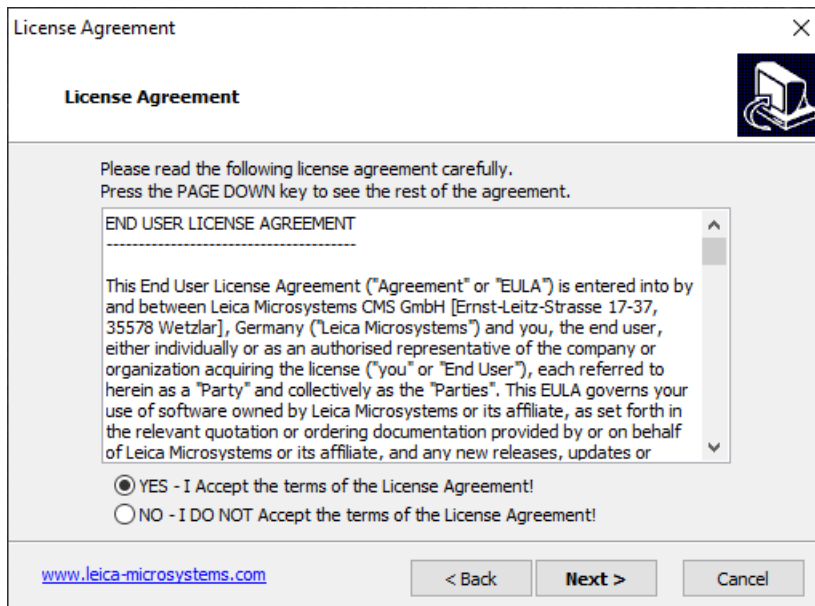 License Agreement
License Agreement
Please read the following license agreement carefully.
Press the PAGE DOWN key to see the rest of the agreement.
END USER LICENSE AGREEMENT
---------------------------------------
This End User License Agreement ("Agreement" or "EULA") is entered into by
and between Leica Microsystems CMS GmbH [Ernst-Leitz-Strasse 17-37,
35578 Wetzlar], Germany ("Leica Microsystems") and you, the end user,
either individually or as an authorised representative of the company or
organization acquiring the license ("you" or "End User"), each referred to
herein as a "Party" and collectively as the "Parties". This EULA governs your
use of software owned by Leica Microsystems or its affiliate, as set forth in
the relevant quotation or ordering documentation provided by or on behalf
of Leica Microsystems or its affiliate, and any new releases, updates or
YES - I Accept the terms of the License Agreement!
NO - I DO NOT Accept the terms of the License Agreement!
www.leica-microsystems.com
< Back
Next >
Cancel